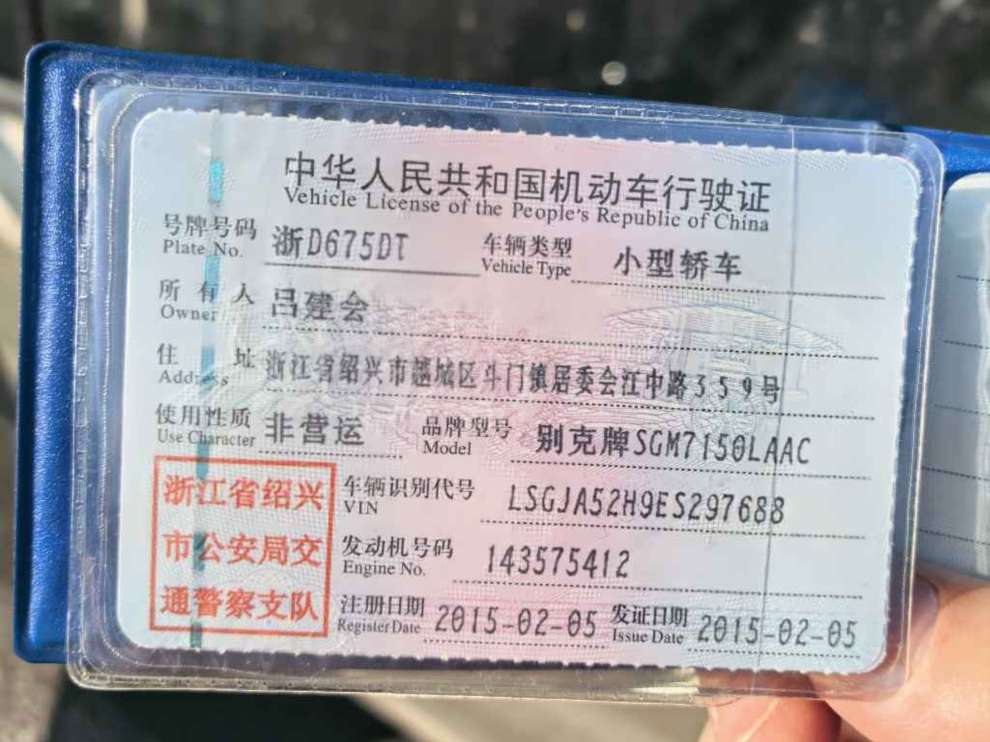 中华人民共和国机动车行驶证
Vehicle License of the People's Republic of China
号牌号码 浙D675DT 车辆类型 小型轿车
Plate No. Vehicle Type
所有人 吕建会
Owner
住址 浙江省绍兴市越城区斗门镇居委会江中路359号
Address
使用性质 非营运 品牌型号 别克牌SGM7150LAAC
Use Character Model
浙江省绍兴
市公安局交
通警察支队
车辆识别代号 LSGJA52H9ES297688
VIN
发动机号码 143575412
Engine No.
注册日期 2015-02-05 发证日期 2015-02-05
Register Date Issue Date